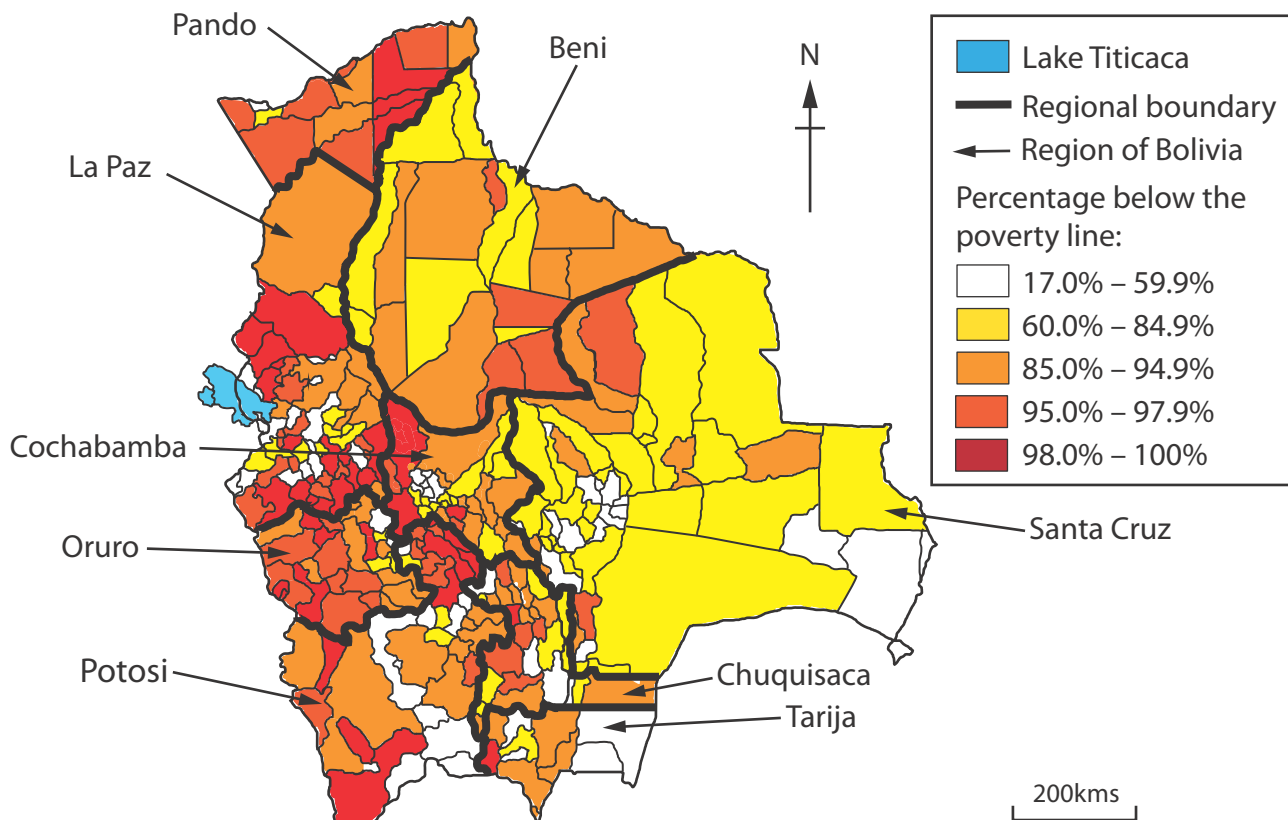 Pando
Beni
N
La Paz
Cochabamba
Oruro
Potosi
Santa Cruz
Chuquisaca
Tarija
200kms
Lake Titicaca
Regional boundary
Region of Bolivia
Percentage below the
poverty line:
17.0% – 59.9%
60.0% – 84.9%
85.0% – 94.9%
95.0% – 97.9%
98.0% – 100%